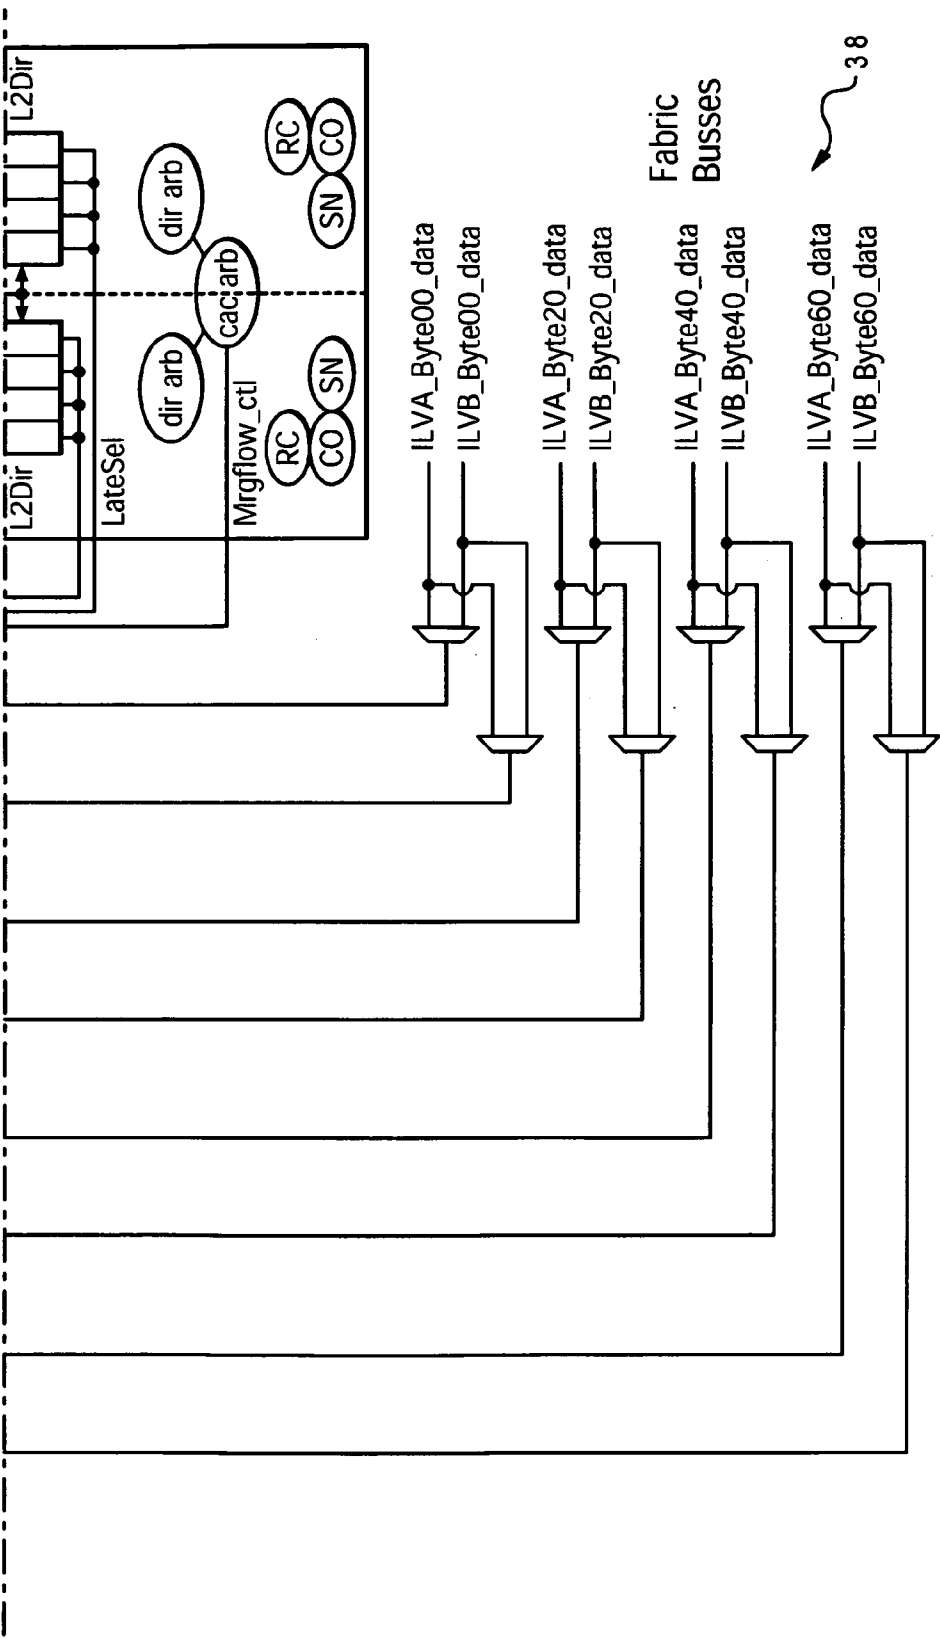 L2Dir
L2Dir
LateSel
dir arb
dir arb
cac arb
Mrgflow_ctl
RC
CO
SN
SN
RC
CO
ILVA_Byte00_data
ILVB_Byte00_data
ILVA_Byte20_data
ILVB_Byte20_data
ILVA_Byte40_data
ILVB_Byte40_data
ILVA_Byte60_data
ILVB_Byte60_data
Fabric
Busses
38